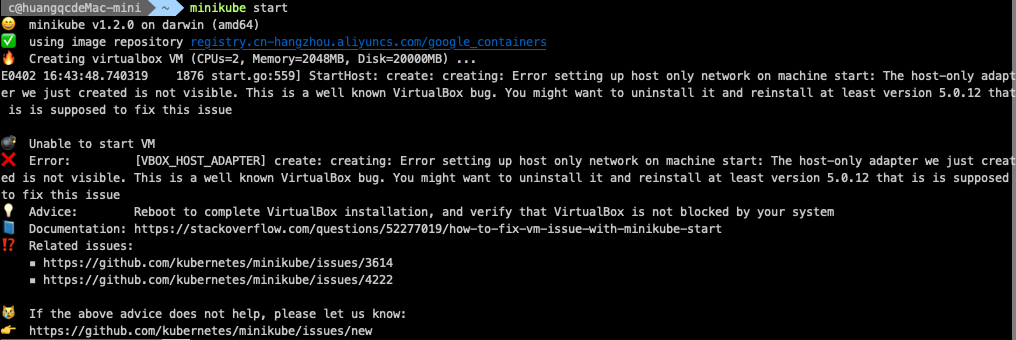 c@huangqcdeMac-mini ~ minikube start
😄 minikube v1.2.0 on darwin (amd64)
✅ using image repository registry.cn-hangzhou.aliyuncs.com/google_containers
🔥 Creating virtualbox VM (CPUs=2, Memory=2048MB, Disk=20000MB) ...
E0402 16:43:48.740319    1876 start.go:559] StartHost: create: creating: Error setting up host only network on machine start: The host-only adapt
er we just created is not visible. This is a well known VirtualBox bug. You might want to uninstall it and reinstall at least version 5.0.12 that
 is is supposed to fix this issue
💣 Unable to start VM
❌ Error:         [VBOX_HOST_ADAPTER] create: creating: Error setting up host only network on machine start: The host-only adapter we just creat
ed is not visible. This is a well known VirtualBox bug. You might want to uninstall it and reinstall at least version 5.0.12 that is is supposed
to fix this issue
💡 Advice:        Reboot to complete VirtualBox installation, and verify that VirtualBox is not blocked by your system
📘 Documentation: https://stackoverflow.com/questions/52277019/how-to-fix-vm-issue-with-minikube-start
⁉️ Related issues:
▪ https://github.com/kubernetes/minikube/issues/3614
▪ https://github.com/kubernetes/minikube/issues/4222
😿 If the above advice does not help, please let us know:
👉 https://github.com/kubernetes/minikube/issues/new